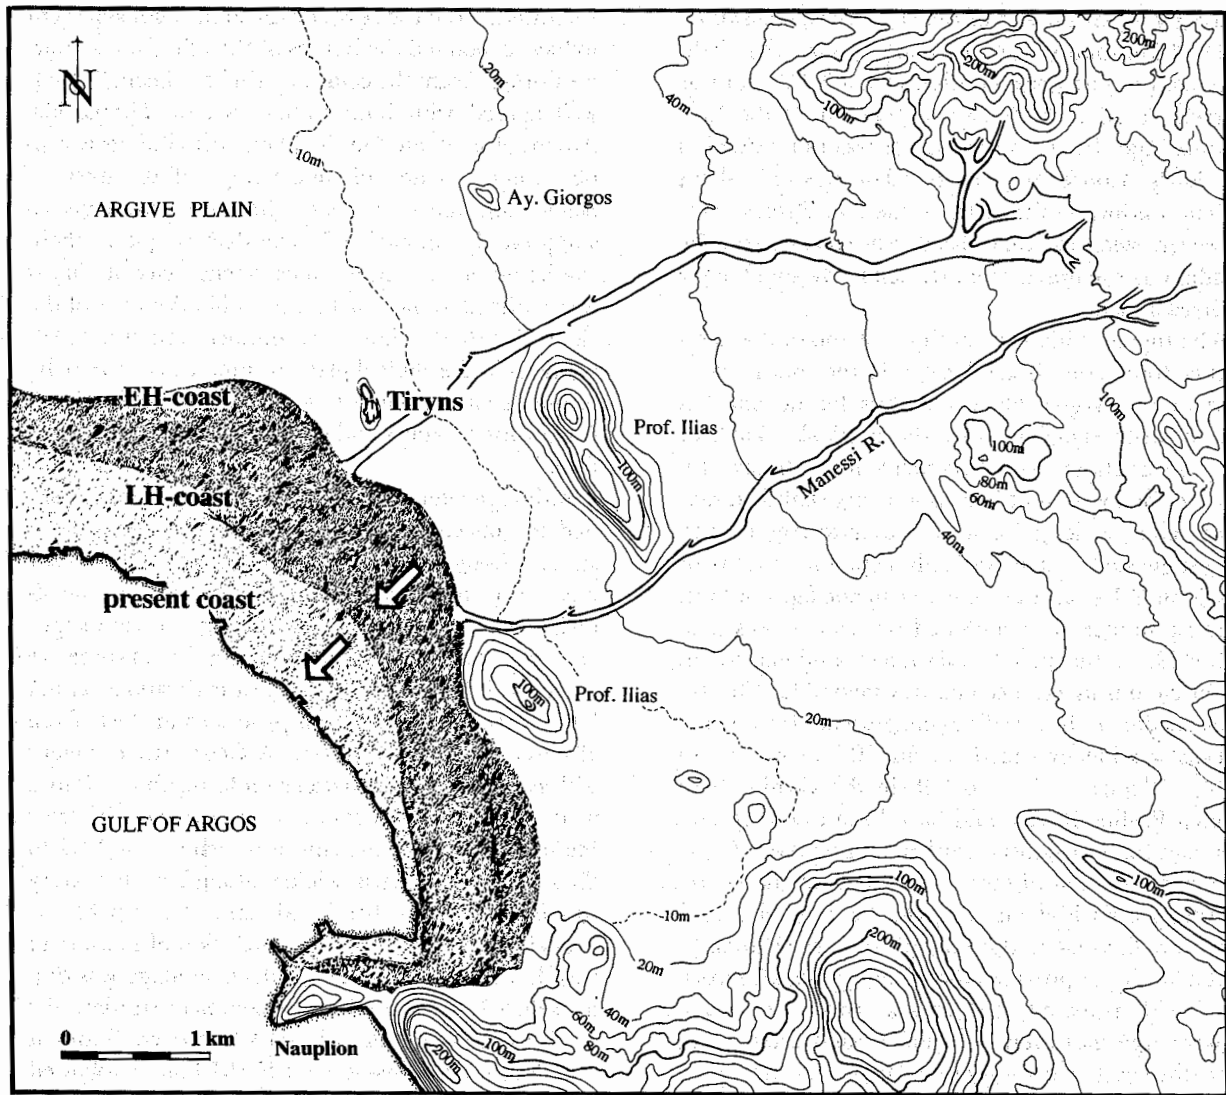 200m
20m
200m
N
40m
100m
10m
Ay. Giorgos
ARGIVE PLAIN
EH-coast
Tiryns
100m
Prof. Ilias
100m
100m
Manessi R.
80m
60m
LH-coast
40m
present coast
100m
Prof. Ilias
20m
GULF OF ARGOS
100m
100m
10m
200m
20m
40m
60m
0 1 km
Nauplion
100m
80m
200m